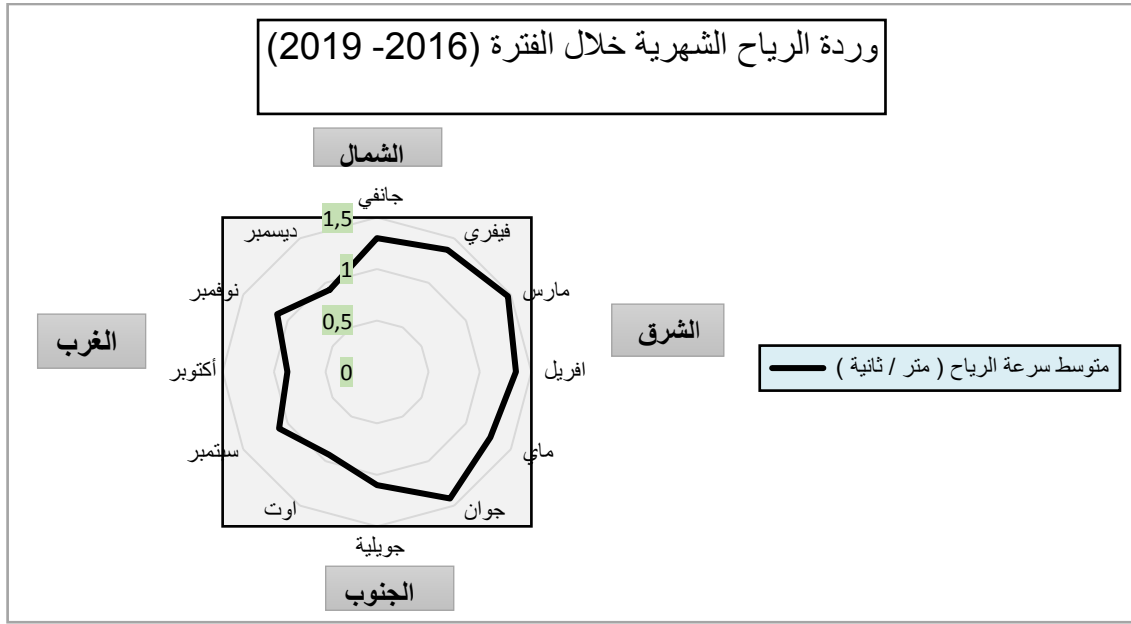 وردة الرياح الشهرية خلال الفترة (2016- 2019)
الشمال
جانفي
فيفري
مارس
افريل
ماي
جوان
جويلية
اوت
سبتمبر
أكتوبر
نوفمبر
ديسمبر
1,5
1
0,5
0
الشرق
الغرب
الجنوب
متوسط سرعة الرياح ( متر / ثانية )